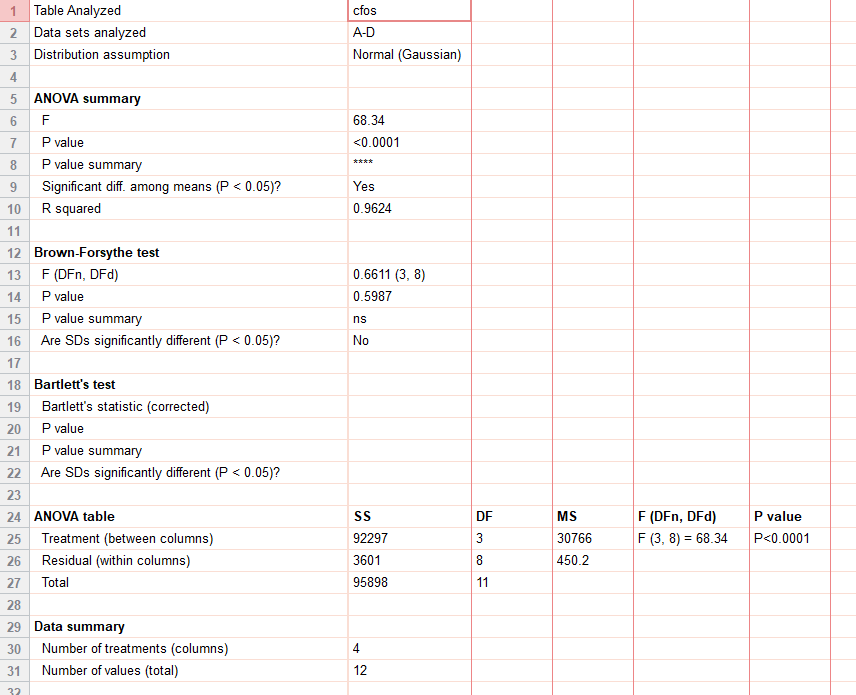 1 Table Analyzed cfos
2 Data sets analyzed A-D
3 Distribution assumption Normal (Gaussian)
4
5 ANOVA summary
6 F 68.34
7 P value <0.0001
8 P value summary ****
9 Significant diff. among means (P < 0.05)? Yes
10 R squared 0.9624
11
12 Brown-Forsythe test
13 F (DFn, DFd) 0.6611 (3, 8)
14 P value 0.5987
15 P value summary ns
16 Are SDs significantly different (P < 0.05)? No
17
18 Bartlett's test
19 Bartlett's statistic (corrected)
20 P value
21 P value summary
22 Are SDs significantly different (P < 0.05)?
23
24 ANOVA table SS DF MS F (DFn, DFd) P value
25 Treatment (between columns) 92297 3 30766 F (3, 8) = 68.34 P<0.0001
26 Residual (within columns) 3601 8 450.2
27 Total 95898 11
28
29 Data summary
30 Number of treatments (columns) 4
31 Number of values (total) 12
32